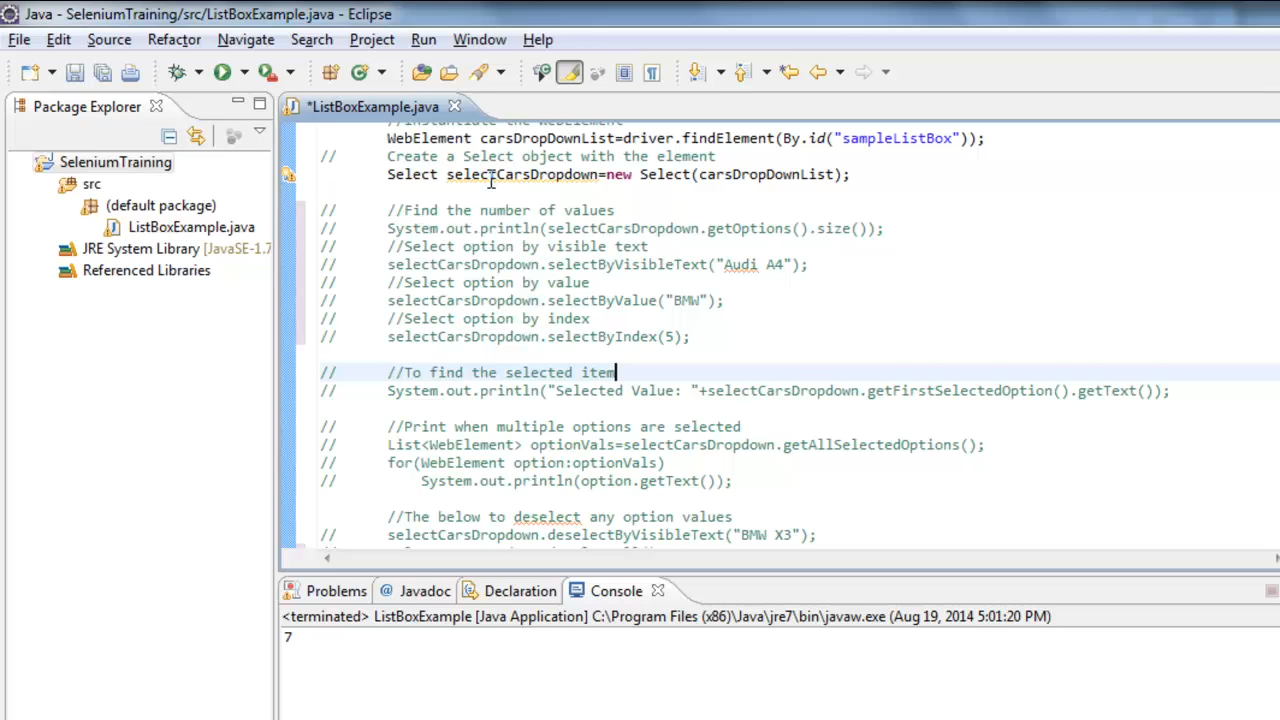 Java - SeleniumTraining/src/ListBoxExample.java - Eclipse
File Edit Source Refactor Navigate Search Project Run Window Help
Package Explorer
*ListBoxExample.java
SeleniumTraining
src
(default package)
ListBoxExample.java
JRE System Library [JavaSE-1.7
Referenced Libraries
//Instantiate the WebElement
WebElement carsDropDownList=driver.findElement(By.id("sampleListBox"));
// Create a Select object with the element
Select selectCarsDropdown=new Select(carsDropDownList);
// //Find the number of values
// System.out.println(selectCarsDropdown.getOptions().size());
// //Select option by visible text
// selectCarsDropdown.selectByVisibleText("Audi A4");
// //Select option by value
// selectCarsDropdown.selectByValue("BMW");
// //Select option by index
// selectCarsDropdown.selectByIndex(5);
// //To find the selected item
// System.out.println("Selected Value: "+selectCarsDropdown.getFirstSelectedOption().getText());
// //Print when multiple options are selected
// List<WebElement> optionVals=selectCarsDropdown.getAllSelectedOptions();
// for(WebElement option:optionVals)
// System.out.println(option.getText());
//The below to deselect any option values
// selectCarsDropdown.deselectByVisibleText("BMW X3");
Problems @ Javadoc Declaration Console
<terminated> ListBoxExample [Java Application] C:\Program Files (x86)\Java\jre7\bin\javaw.exe (Aug 19, 2014 5:01:20 PM)
7